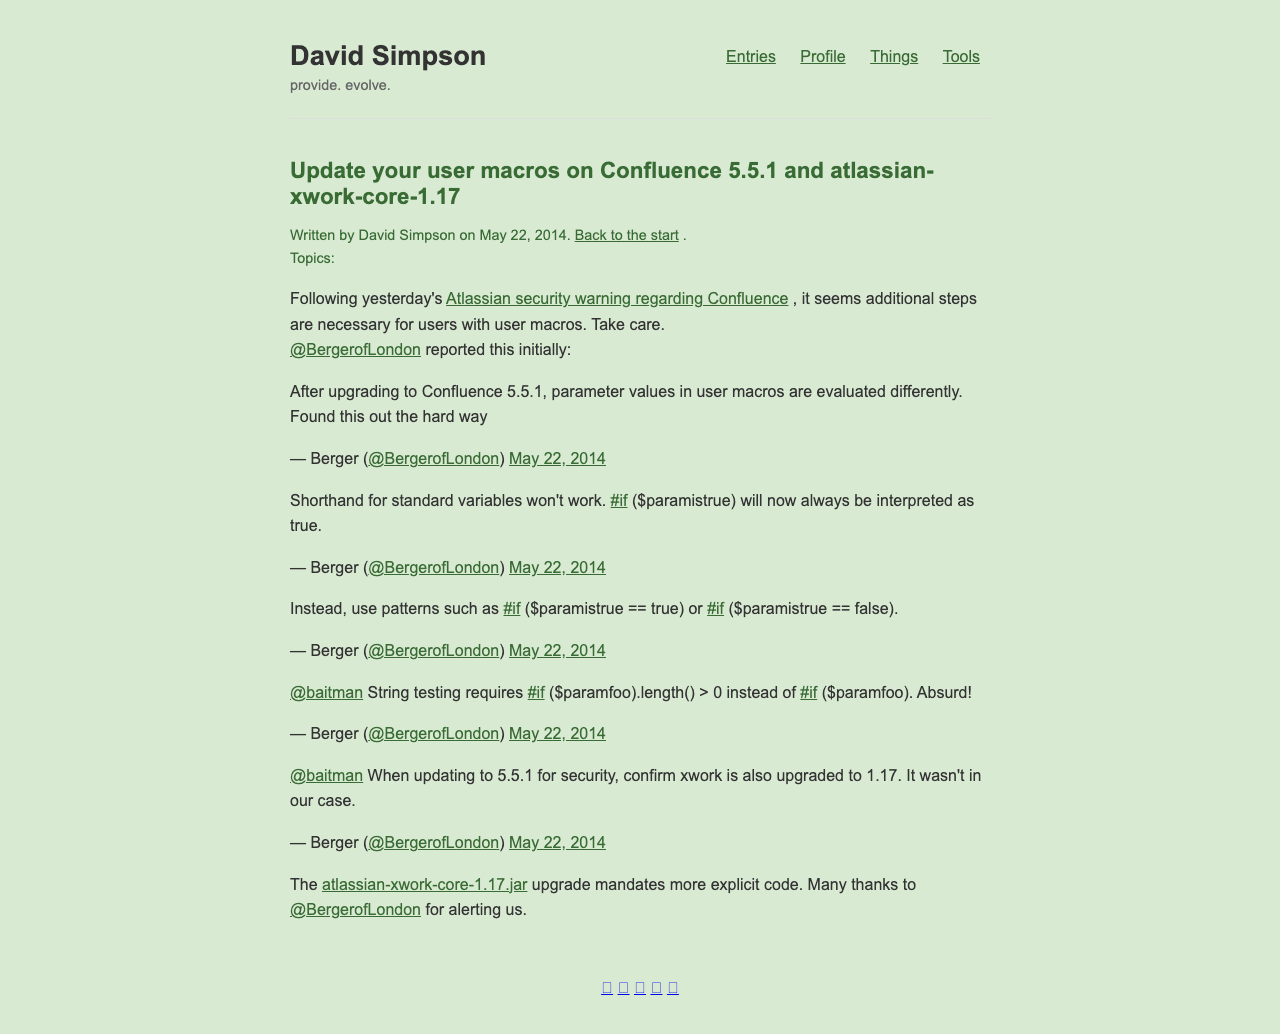 David Simpson
Entries Profile Things Tools
provide. evolve.
Update your user macros on Confluence 5.5.1 and atlassian-
xwork-core-1.17
Written by David Simpson on May 22, 2014. Back to the start .
Topics:
Following yesterday's Atlassian security warning regarding Confluence , it seems additional steps
are necessary for users with user macros. Take care.
@BergerofLondon reported this initially:
After upgrading to Confluence 5.5.1, parameter values in user macros are evaluated differently.
Found this out the hard way
— Berger (@BergerofLondon) May 22, 2014
Shorthand for standard variables won't work. #if ($paramistrue) will now always be interpreted as
true.
— Berger (@BergerofLondon) May 22, 2014
Instead, use patterns such as #if ($paramistrue == true) or #if ($paramistrue == false).
— Berger (@BergerofLondon) May 22, 2014
@baitman String testing requires #if ($paramfoo).length() > 0 instead of #if ($paramfoo). Absurd!
— Berger (@BergerofLondon) May 22, 2014
@baitman When updating to 5.5.1 for security, confirm xwork is also upgraded to 1.17. It wasn't in
our case.
— Berger (@BergerofLondon) May 22, 2014
The atlassian-xwork-core-1.17.jar upgrade mandates more explicit code. Many thanks to
@BergerofLondon for alerting us.